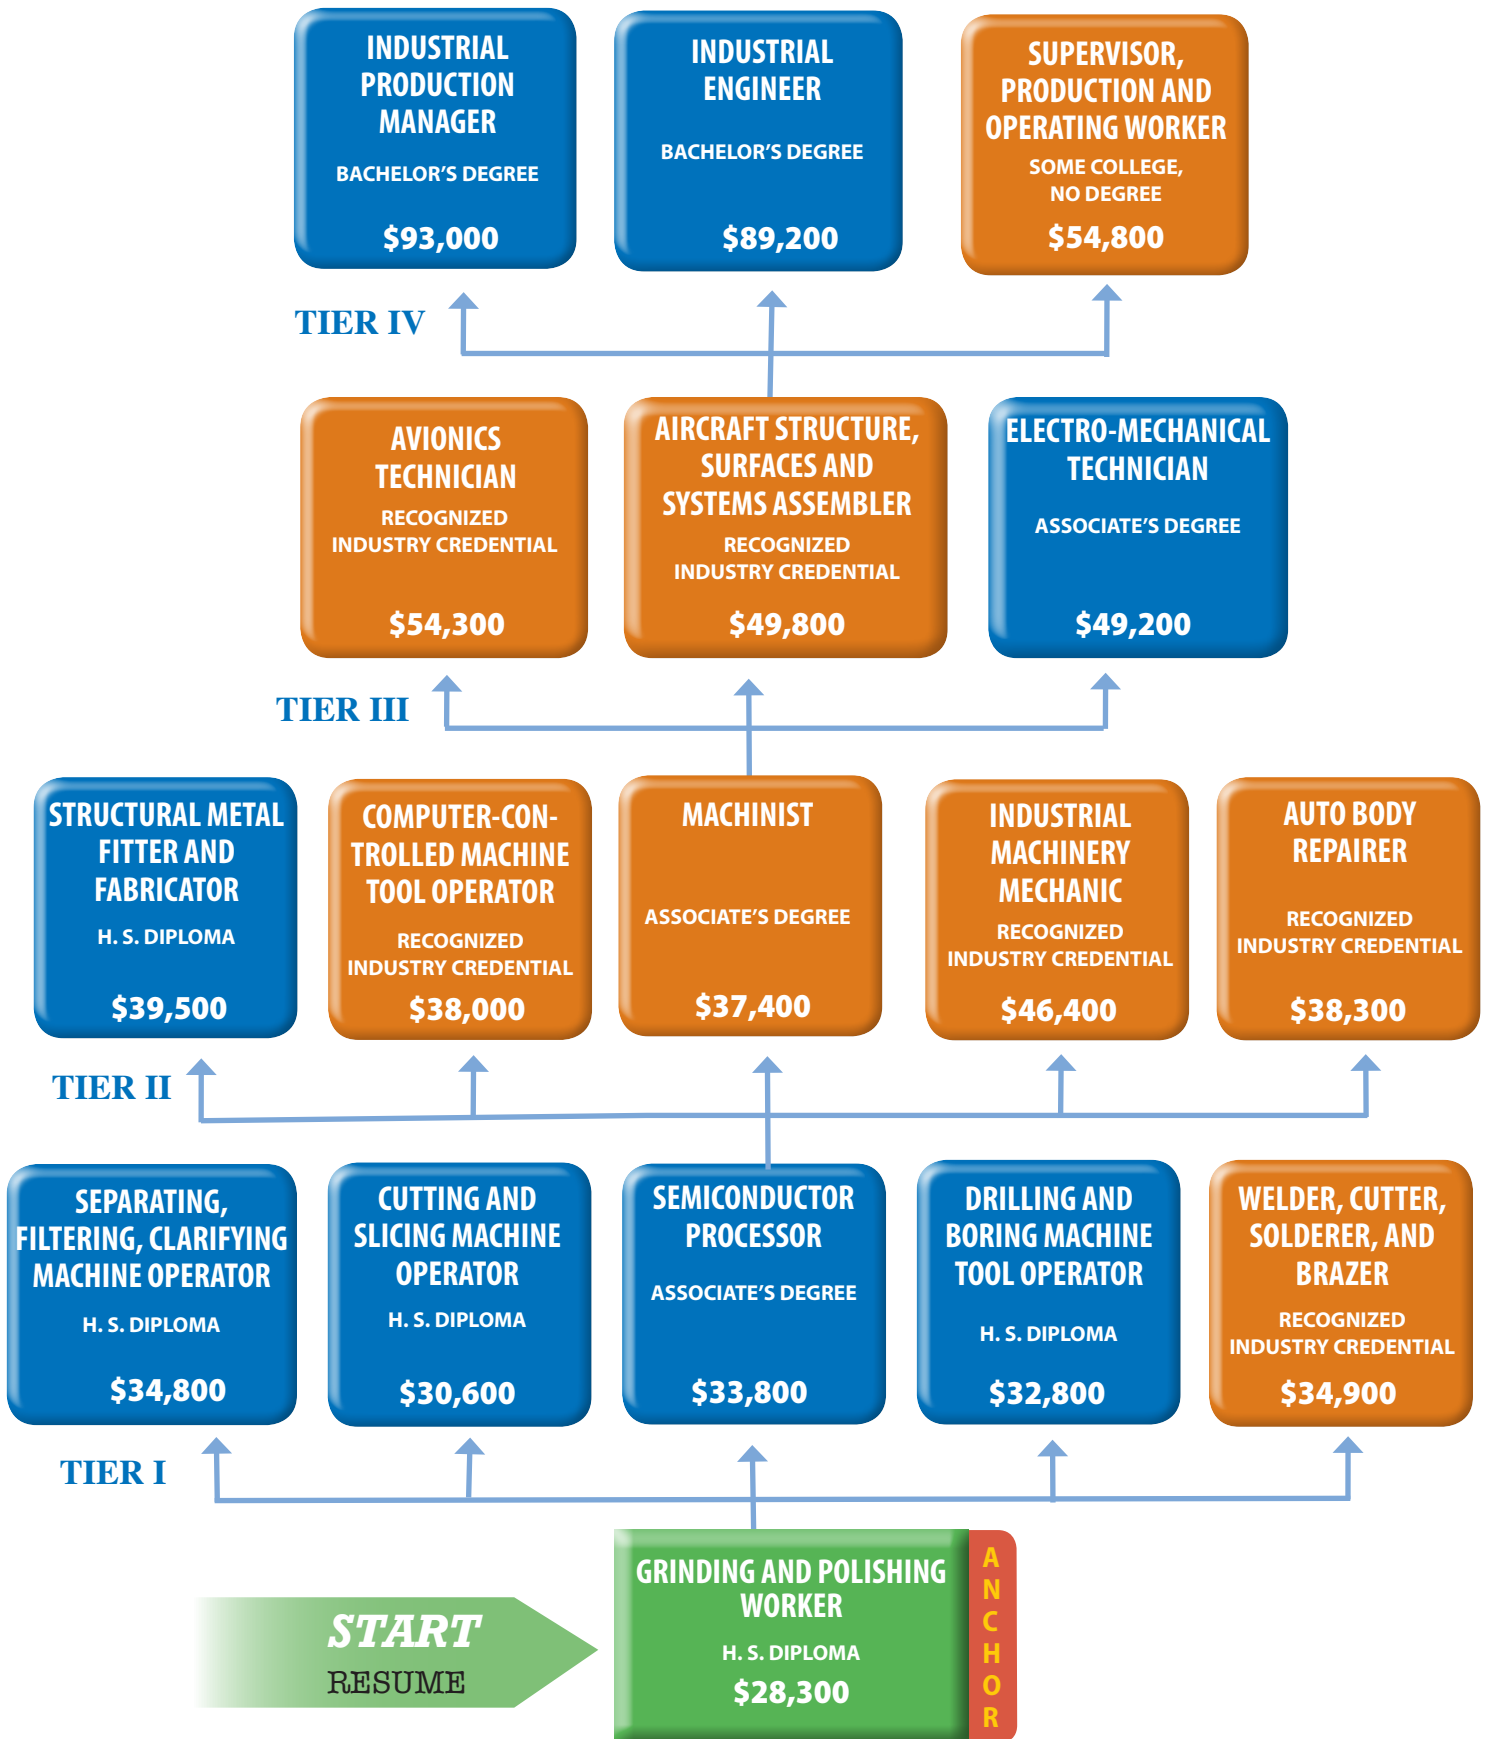 INDUSTRIAL
PRODUCTION
MANAGER
BACHELOR'S DEGREE
$93,000
INDUSTRIAL
ENGINEER
BACHELOR'S DEGREE
$89,200
SUPERVISOR,
PRODUCTION AND
OPERATING WORKER
SOME COLLEGE,
NO DEGREE
$54,800
TIER IV
AVIONICS
TECHNICIAN
RECOGNIZED
INDUSTRY CREDENTIAL
$54,300
AIRCRAFT STRUCTURE,
SURFACES AND
SYSTEMS ASSEMBLER
RECOGNIZED
INDUSTRY CREDENTIAL
$49,800
ELECTRO-MECHANICAL
TECHNICIAN
ASSOCIATE'S DEGREE
$49,200
TIER III
STRUCTURAL METAL
FITTER AND
FABRICATOR
H. S. DIPLOMA
$39,500
COMPUTER-CON-
TROLLED MACHINE
TOOL OPERATOR
RECOGNIZED
INDUSTRY CREDENTIAL
$38,000
MACHINIST
ASSOCIATE'S DEGREE
$37,400
INDUSTRIAL
MACHINERY
MECHANIC
RECOGNIZED
INDUSTRY CREDENTIAL
$46,400
AUTO BODY
REPAIRER
RECOGNIZED
INDUSTRY CREDENTIAL
$38,300
TIER II
SEPARATING,
FILTERING, CLARIFYING
MACHINE OPERATOR
H. S. DIPLOMA
$34,800
CUTTING AND
SLICING MACHINE
OPERATOR
H. S. DIPLOMA
$30,600
SEMICONDUCTOR
PROCESSOR
ASSOCIATE'S DEGREE
$33,800
DRILLING AND
BORING MACHINE
TOOL OPERATOR
H. S. DIPLOMA
$32,800
WELDER, CUTTER,
SOLDERER, AND
BRAZER
RECOGNIZED
INDUSTRY CREDENTIAL
$34,900
TIER I
START
RESUME
GRINDING AND POLISHING
WORKER
H. S. DIPLOMA
$28,300
ANCHOR